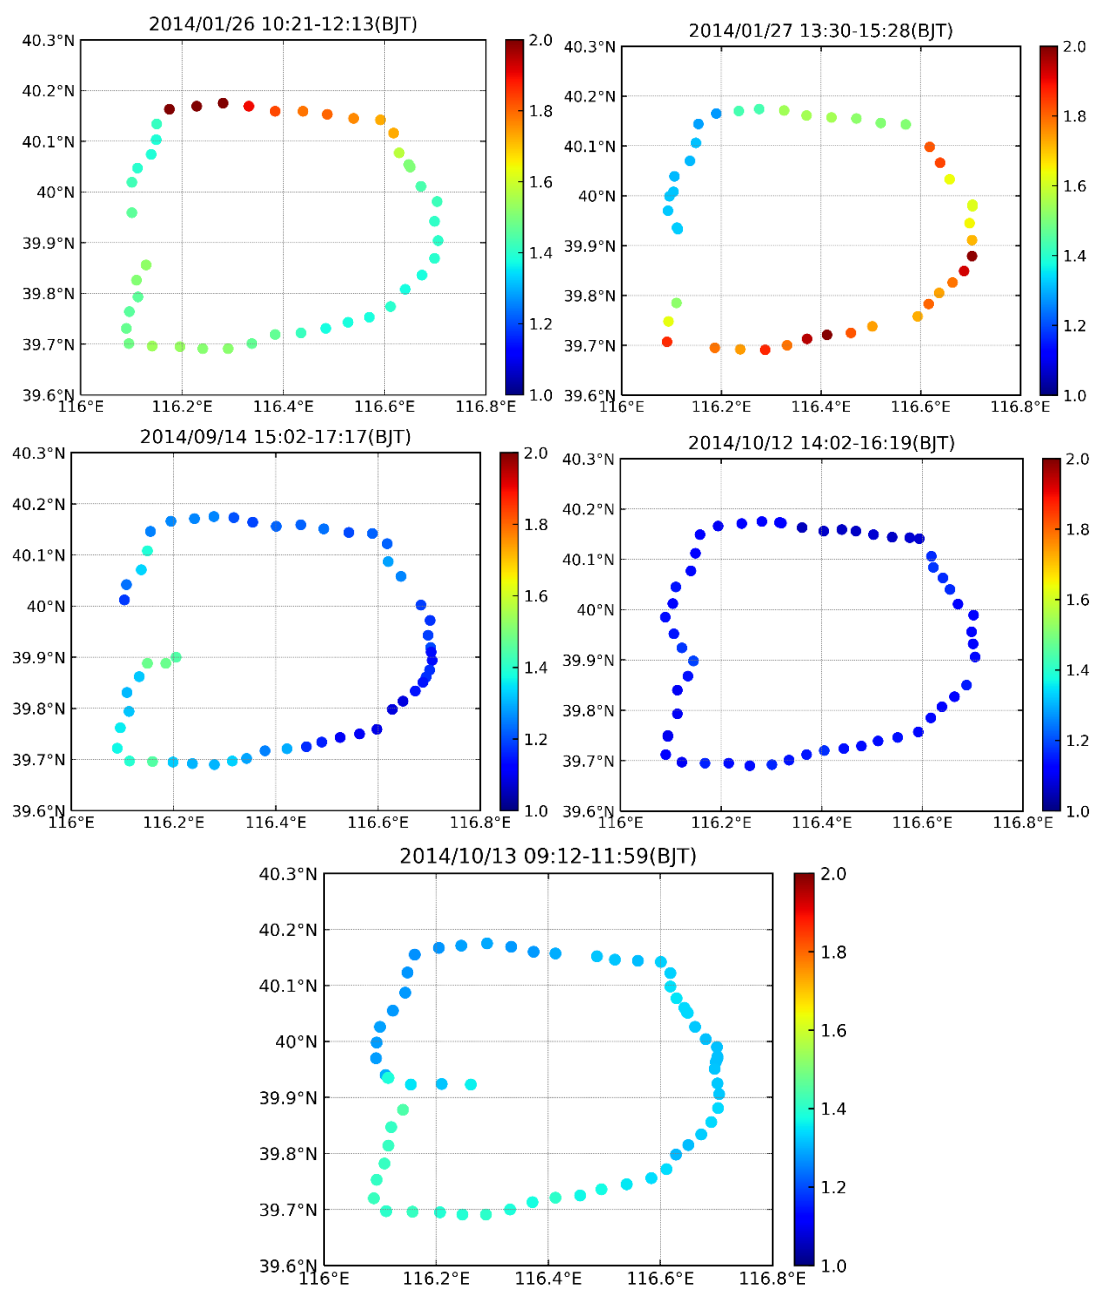 2014/01/26 10:21-12:13(BJT)
40.3°N
40.2°N
40.1°N
40°N
39.9°N
39.8°N
39.7°N
39.6°N
116°E
116.2°E
116.4°E
116.6°E
116.8°E
2.0
1.8
1.6
1.4
1.2
1.0
2014/01/27 13:30-15:28(BJT)
40.3°N
40.2°N
40.1°N
40°N
39.9°N
39.8°N
39.7°N
39.6°N
116°E
116.2°E
116.4°E
116.6°E
116.8°E
2.0
1.8
1.6
1.4
1.2
1.0
2014/09/14 15:02-17:17(BJT)
40.3°N
40.2°N
40.1°N
40°N
39.9°N
39.8°N
39.7°N
39.6°N
116°E
116.2°E
116.4°E
116.6°E
116.8°E
2.0
1.8
1.6
1.4
1.2
1.0
2014/10/12 14:02-16:19(BJT)
40.3°N
40.2°N
40.1°N
40°N
39.9°N
39.8°N
39.7°N
39.6°N
116°E
116.2°E
116.4°E
116.6°E
116.8°E
2.0
1.8
1.6
1.4
1.2
1.0
2014/10/13 09:12-11:59(BJT)
40.3°N
40.2°N
40.1°N
40°N
39.9°N
39.8°N
39.7°N
39.6°N
116°E
116.2°E
116.4°E
116.6°E
116.8°E
2.0
1.8
1.6
1.4
1.2
1.0